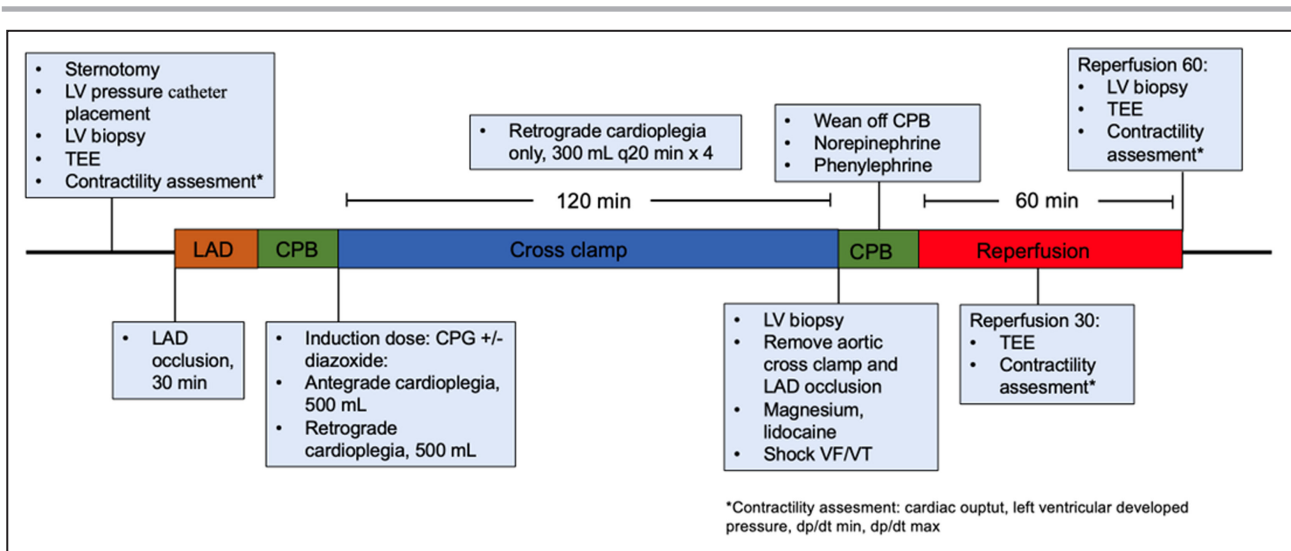 • Sternotomy
• LV pressure catheter
placement
• LV biopsy
• TEE
• Contractility assesment*
• Retrograde cardioplegia
only, 300 mL q20 min x 4
• Wean off CPB
• Norepinephrine
• Phenylephrine
Reperfusion 60:
• LV biopsy
• TEE
• Contractility
assesment*
120 min
60 min
LAD
CPB
Cross clamp
CPB
Reperfusion
• LAD
occlusion,
30 min
• Induction dose: CPG +/-
diazoxide:
• Antegrade cardioplegia,
500 mL
• Retrograde
cardioplegia, 500 mL
• LV biopsy
• Remove aortic
cross clamp and
LAD occlusion
• Magnesium,
lidocaine
• Shock VF/VT
Reperfusion 30:
• TEE
• Contractility
assesment*
*Contractility assesment: cardiac ouptut, left ventricular developed
pressure, dp/dt min, dp/dt max